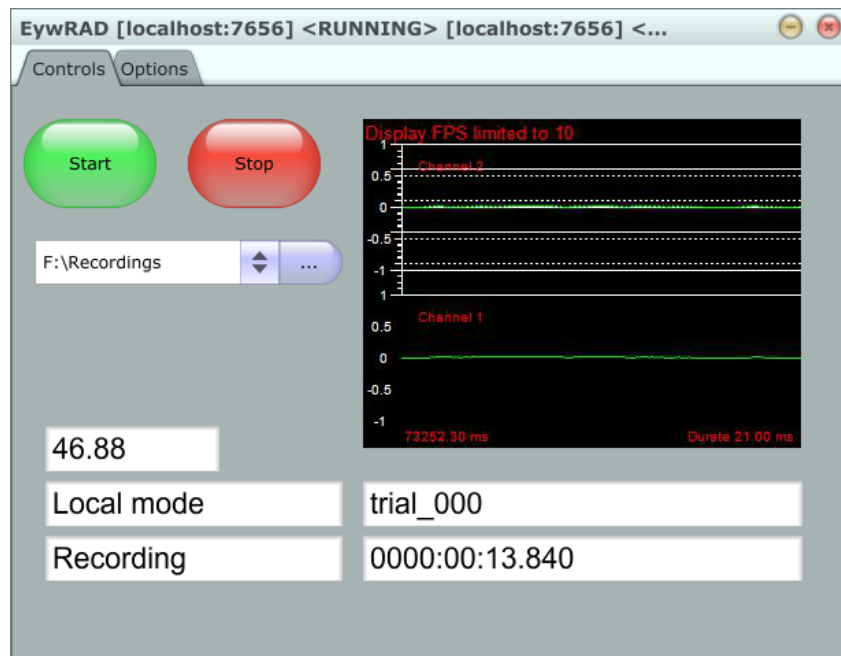 EywRAD [localhost:7656] <RUNNING> [localhost:7656] <...
Controls Options
Start
Stop
F:\Recordings
...
Display FPS limited to 10
1
Channel 2
0.5
0
-0.5
-1
1
Channel 1
0.5
0
-0.5
-1
73252.30 ms
Durate 21.00 ms
46.88
Local mode
trial_000
Recording
0000:00:13.840